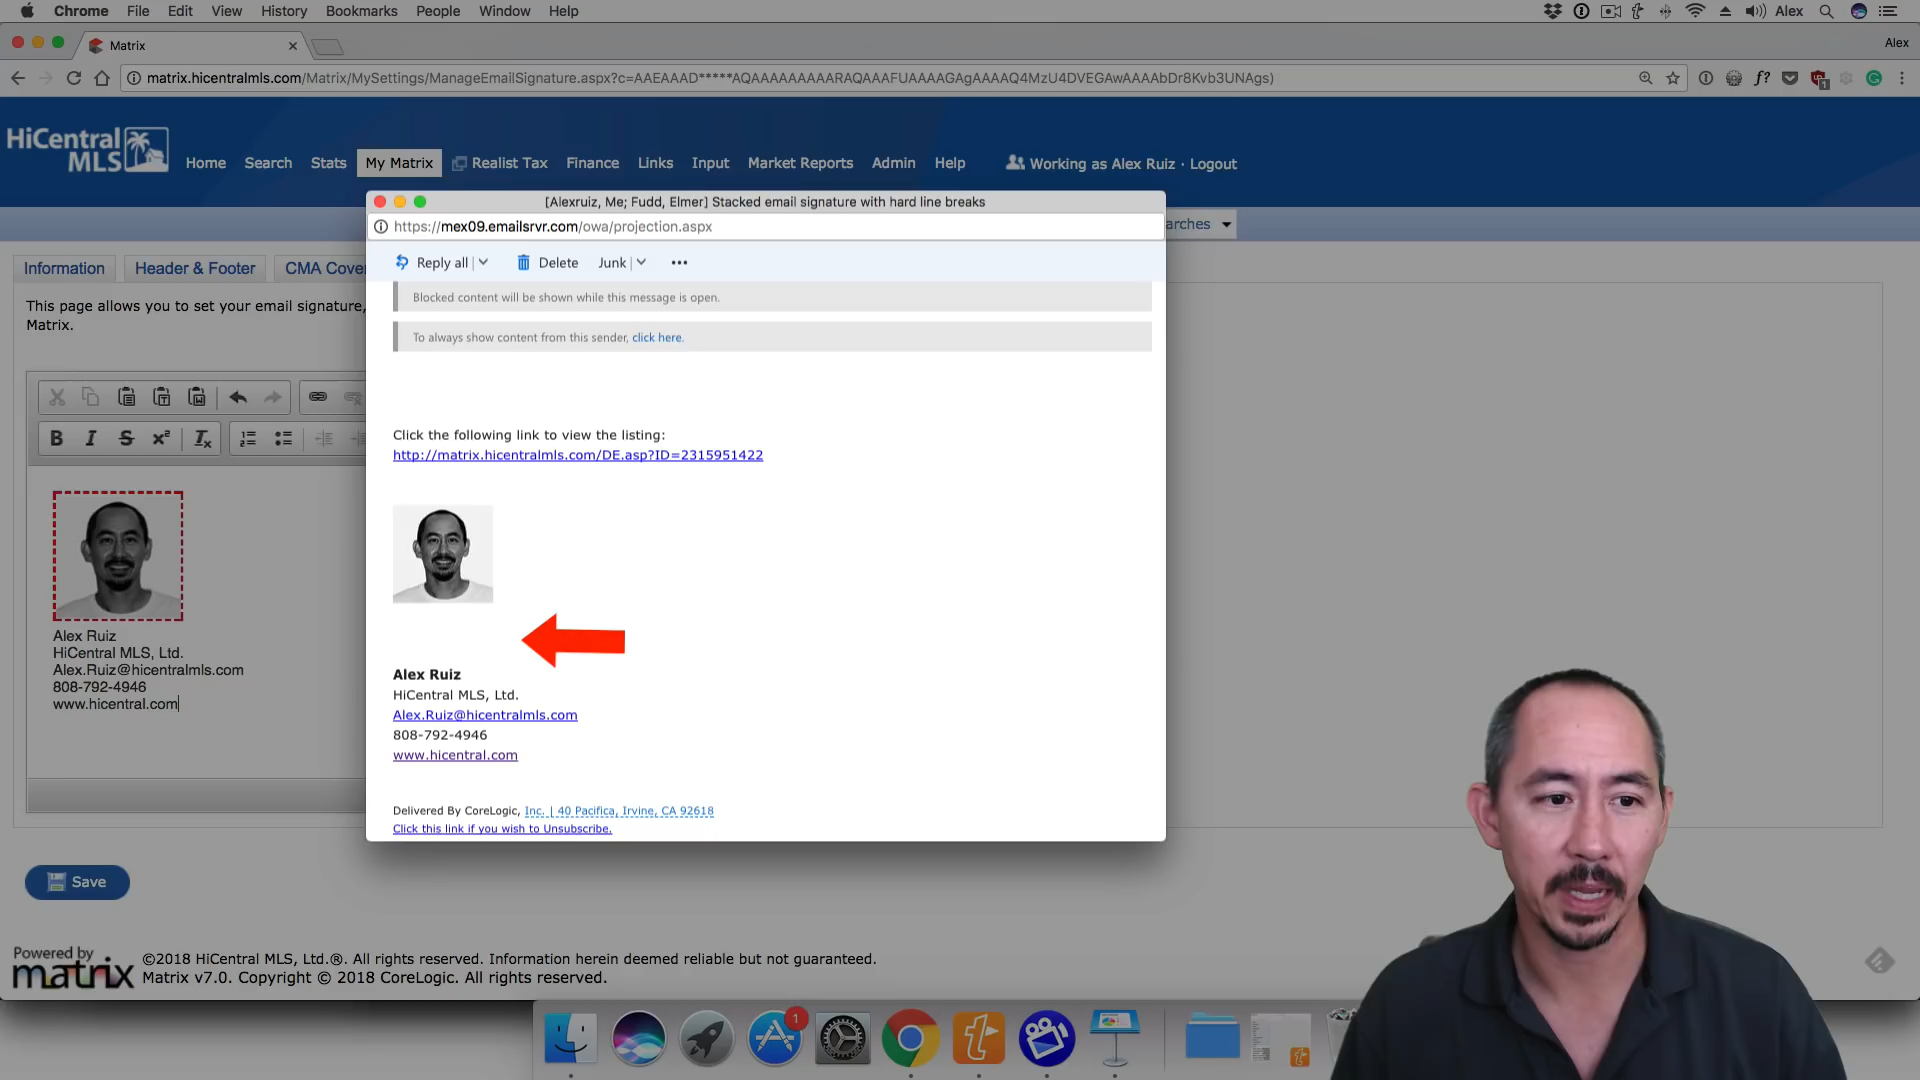 Chrome File Edit View History Bookmarks People Window Help Alex
Matrix Alex
matrix.hicentralmls.com/Matrix/MySettings/ManageEmailSignature.aspx?c=AAEAAAD*****AQAAAAAAAAARAQAAAFUAAAAGAgAAAAQ4MzU4DVEGAwAAAAbDr8Kvb3UNAgs) f? 1
HiCentral
MLS
Home Search Stats My Matrix Realist Tax Finance Links Input Market Reports Admin Help Working as Alex Ruiz · Logout
[Alexruiz, Me; Fudd, Elmer] Stacked email signature with hard line breaks
https://mex09.emailsrvr.com/owa/projection.aspx
arches
Reply all Delete Junk
Information Header & Footer CMA Cover
Blocked content will be shown while this message is open.
This page allows you to set your email signature,
Matrix.
To always show content from this sender, click here.
B I S x² Tx
Click the following link to view the listing:
http://matrix.hicentralmls.com/DE.asp?ID=2315951422
Alex Ruiz
HiCentral MLS, Ltd.
Alex.Ruiz@hicentralmls.com
808-792-4946
www.hicentral.com
Alex Ruiz
HiCentral MLS, Ltd.
Alex.Ruiz@hicentralmls.com
808-792-4946
www.hicentral.com
Delivered By CoreLogic, Inc. | 40 Pacifica, Irvine, CA 92618
Click this link if you wish to Unsubscribe.
Save
Powered by
matrix
©2018 HiCentral MLS, Ltd.®. All rights reserved. Information herein deemed reliable but not guaranteed.
Matrix v7.0. Copyright © 2018 CoreLogic. All rights reserved.
1